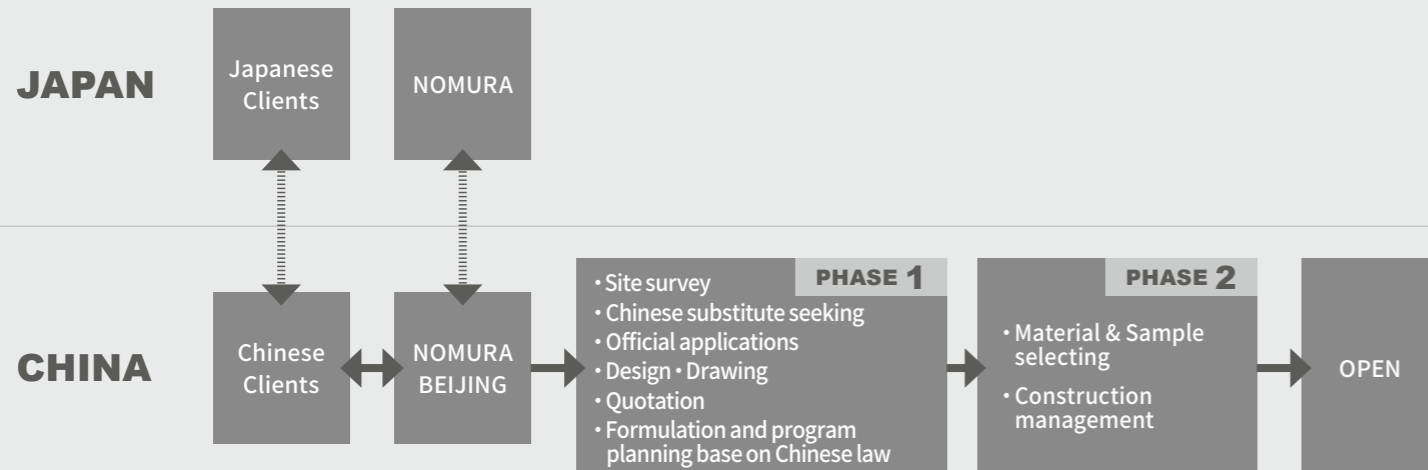 JAPAN
Japanese
Clients
NOMURA
CHINA
Chinese
Clients
NOMURA
BEIJING
PHASE 1
・Site survey
・Chinese substitute seeking
・Official applications
・Design・Drawing
・Quotation
・Formulation and program
planning base on Chinese law
PHASE 2
・Material & Sample
selecting
・Construction
management
OPEN